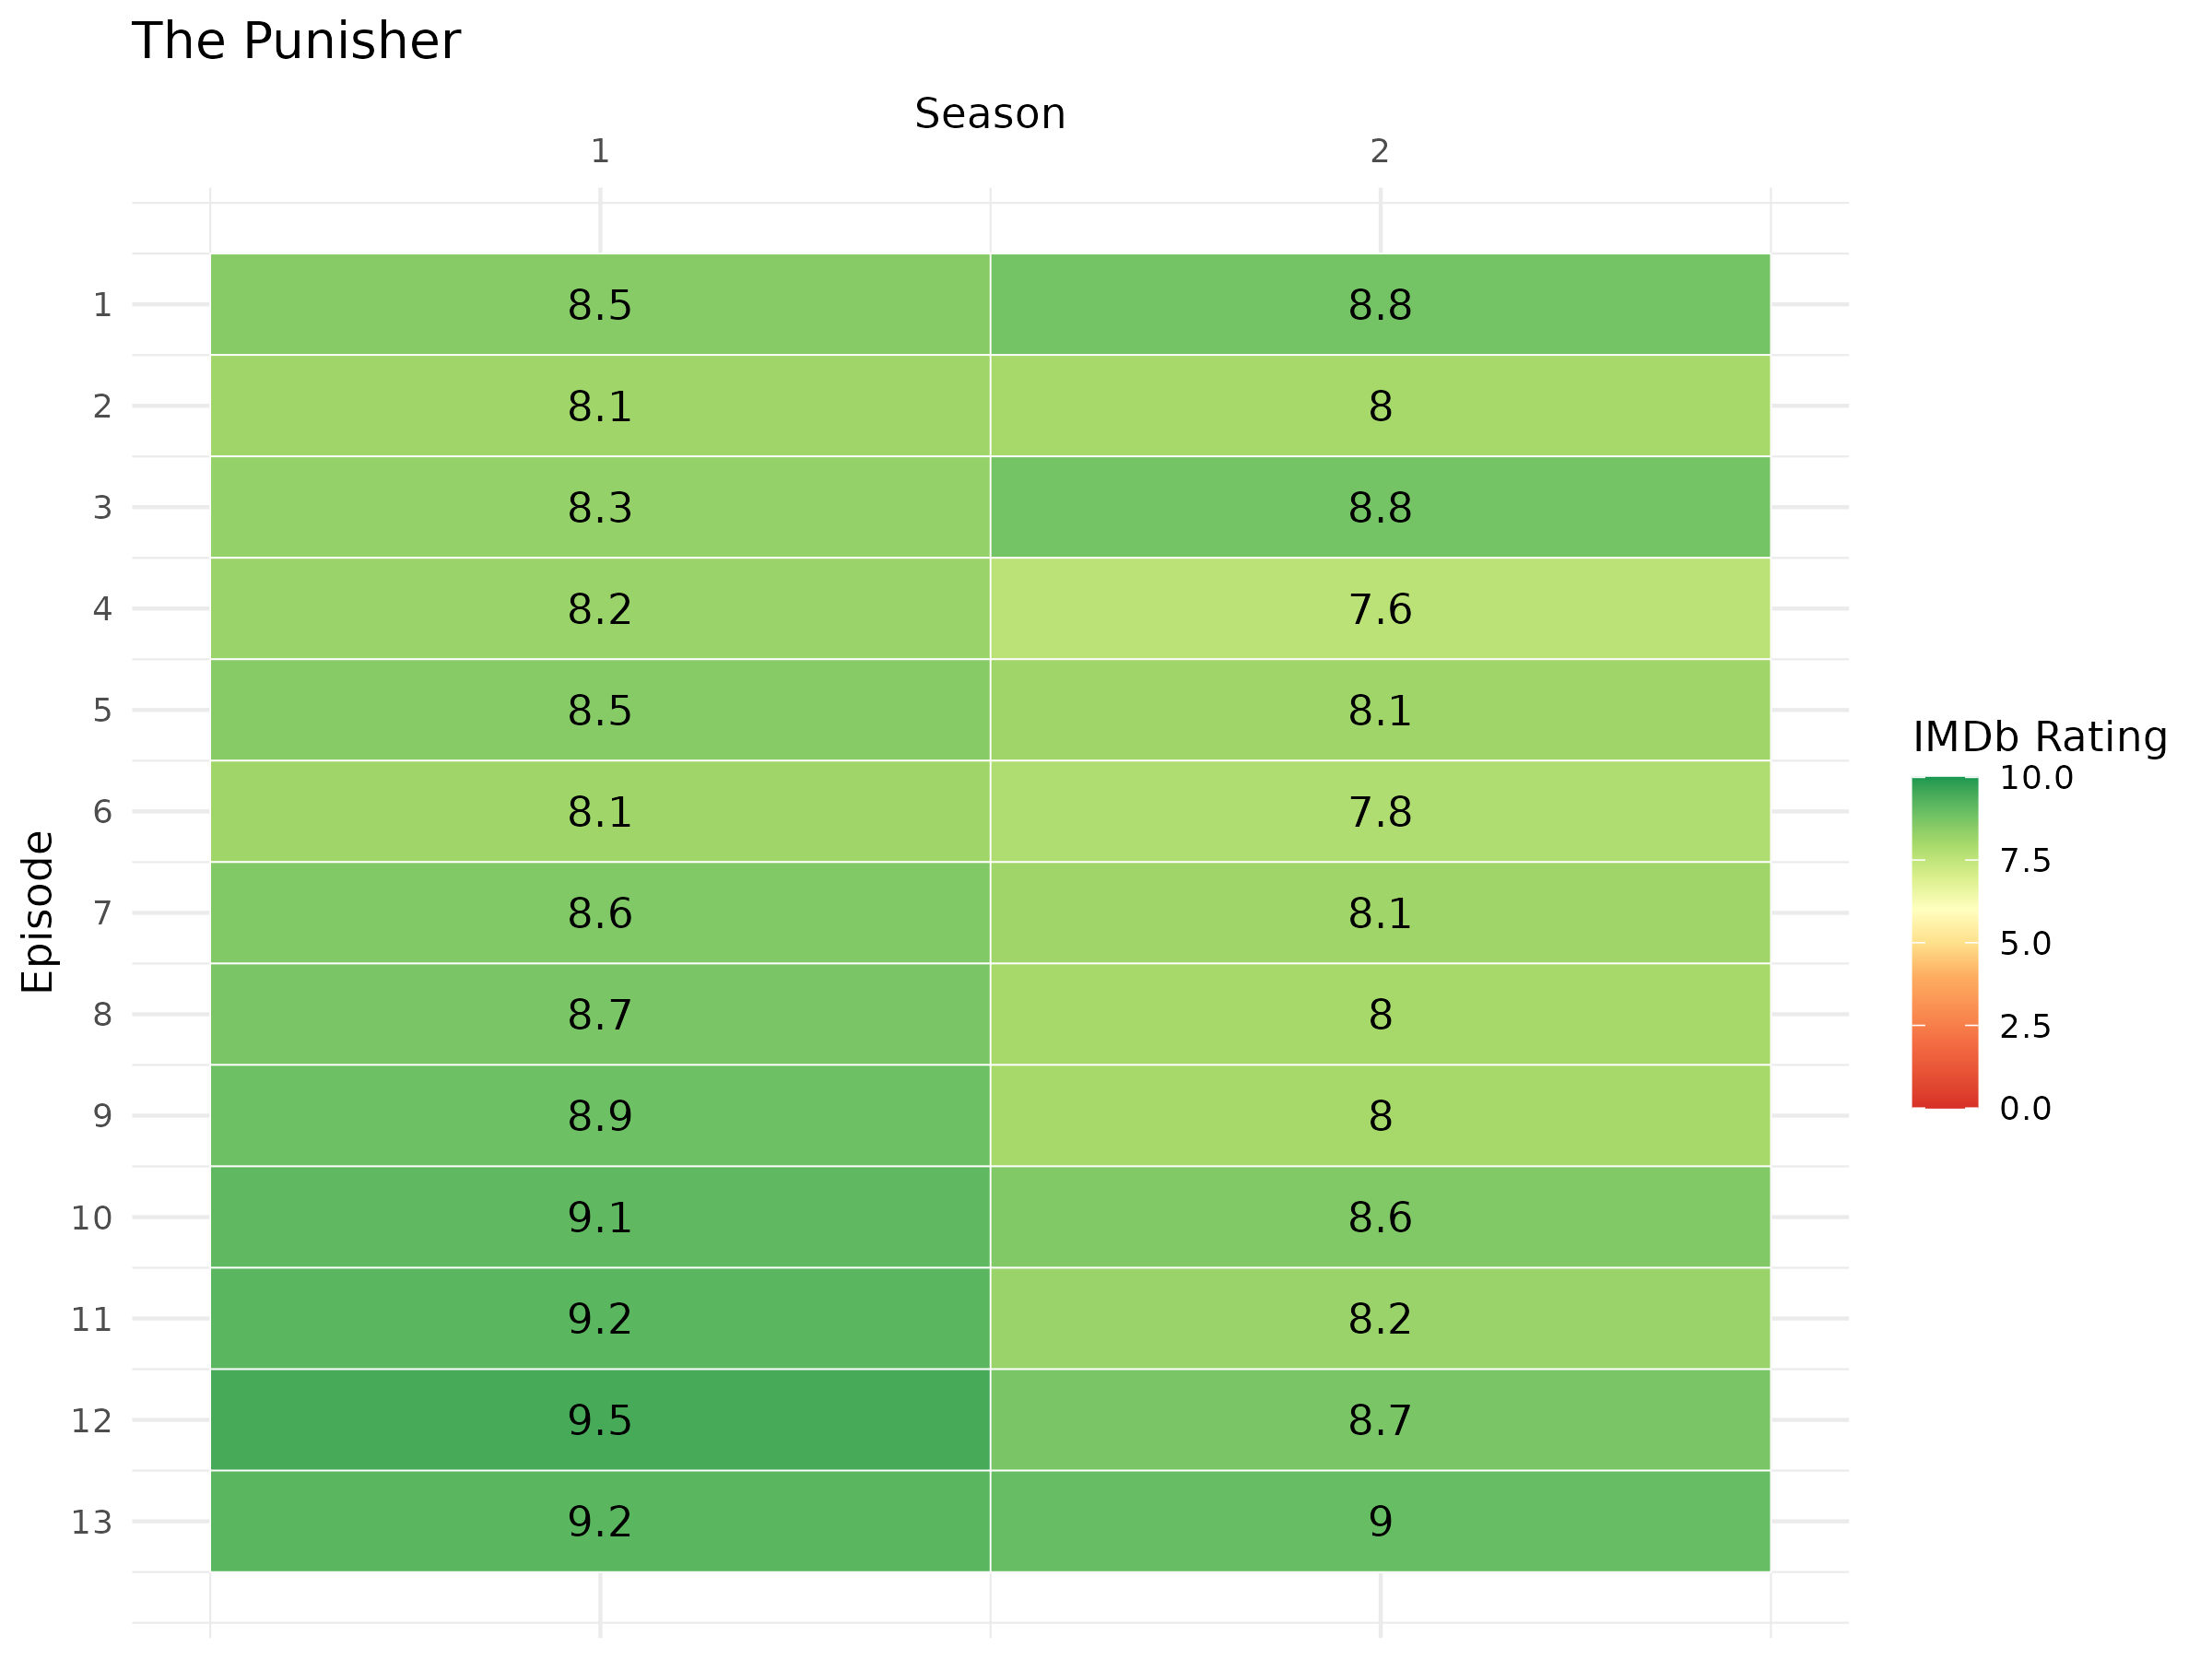 The Punisher
Season
1 2
1 8.5 8.8
2 8.1 8
3 8.3 8.8
4 8.2 7.6
5 8.5 8.1
6 8.1 7.8
7 8.6 8.1
8 8.7 8
9 8.9 8
10 9.1 8.6
11 9.2 8.2
12 9.5 8.7
13 9.2 9
Episode
IMDb Rating
10.0
7.5
5.0
2.5
0.0